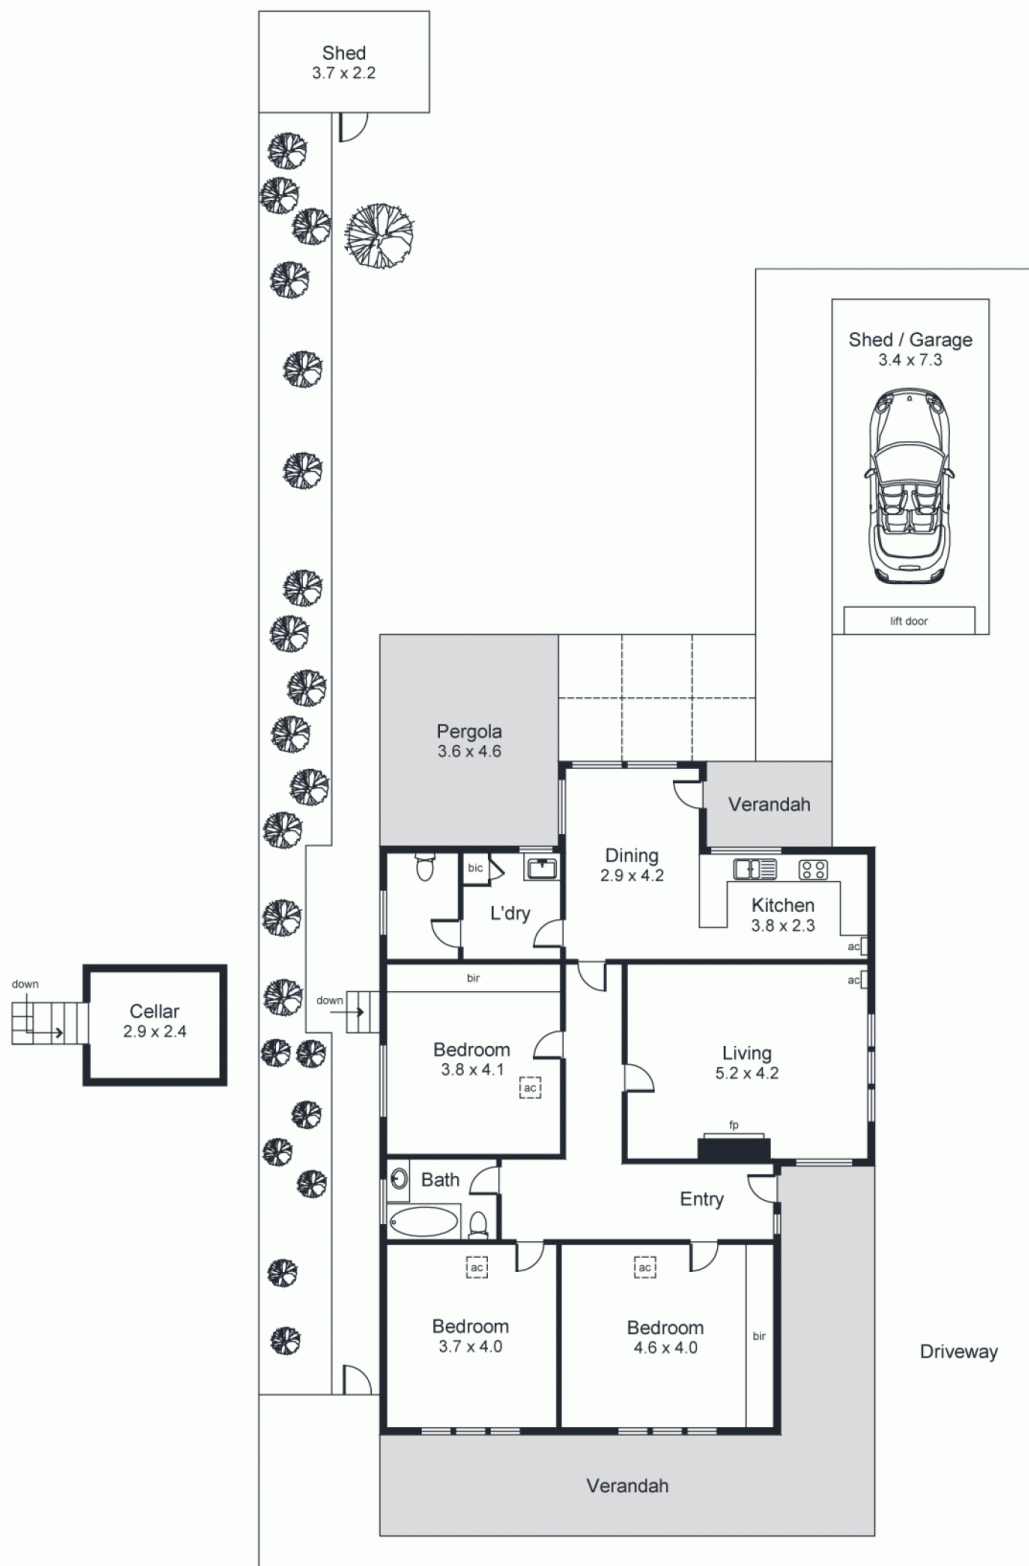 Shed
3.7 x 2.2
Shed / Garage
3.4 x 7.3
lift door
Pergola
3.6 x 4.6
Verandah
Dining
2.9 x 4.2
bic
L'dry
Kitchen
3.8 x 2.3
ac
down
Cellar
2.9 x 2.4
down
bir
Bedroom
3.8 x 4.1
ac
ac
Living
5.2 x 4.2
fp
Bath
Entry
ac
Bedroom
3.7 x 4.0
ac
Bedroom
4.6 x 4.0
bir
Driveway
Verandah